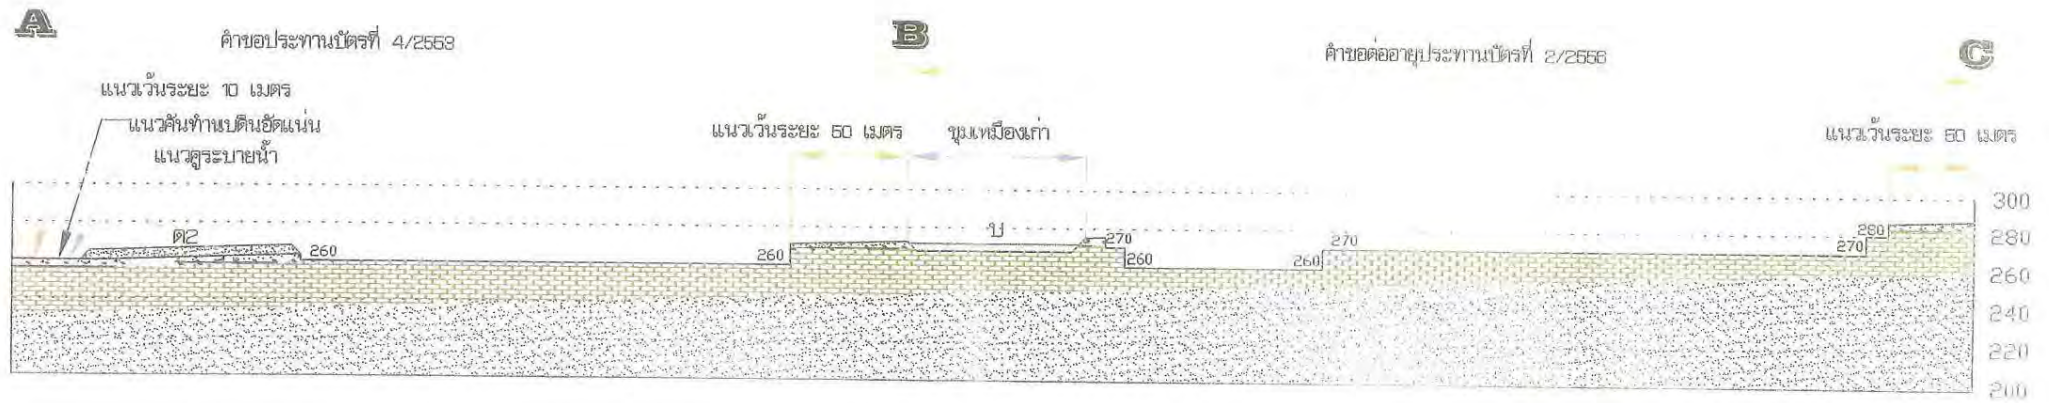 A
B
C
คำขอประทานบัตรที่ 4/2553
คำขอต่ออายุประทานบัตรที่ 2/2556
แนวเว้นระยะ 10 เมตร
แนวคันทำนบดินอัดแน่น
แนวคูระบายน้ำ
แนวเว้นระยะ 50 เมตร
ขุมเหมืองเก่า
แนวเว้นระยะ 50 เมตร
300
280
260
240
220
200
ด2
260
260
บ
270
260
260
270
270
280